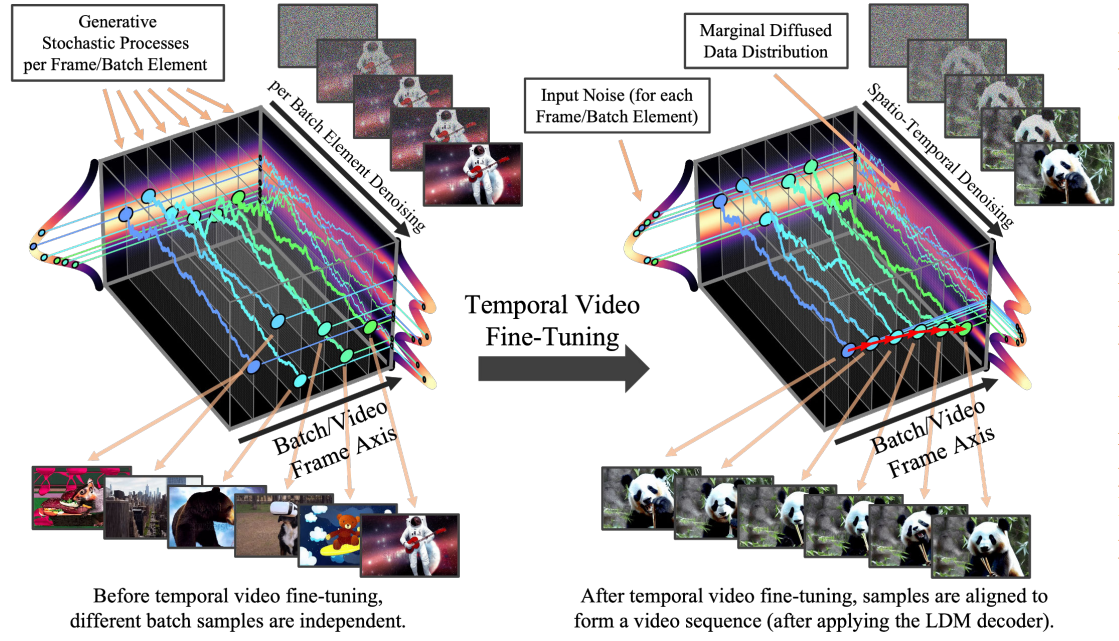 Generative
Stochastic Processes
per Frame/Batch Element
per Batch Element Denoising
Batch/Video
Frame Axis
Before temporal video fine-tuning,
different batch samples are independent.
Temporal Video
Fine-Tuning
Marginal Diffused
Data Distribution
Input Noise (for each
Frame/Batch Element)
Spatio-Temporal Denoising
Batch/Video
Frame Axis
After temporal video fine-tuning, samples are aligned to
form a video sequence (after applying the LDM decoder).